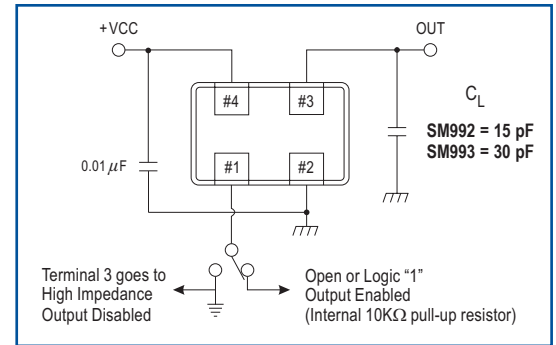 +VCC
OUT
#4
#3
C_L
SM992 = 15 pF
SM993 = 30 pF
0.01 μF
#1
#2
Terminal 3 goes to
High Impedance
Output Disabled
Open or Logic “1”
Output Enabled
(Internal 10KΩ pull-up resistor)